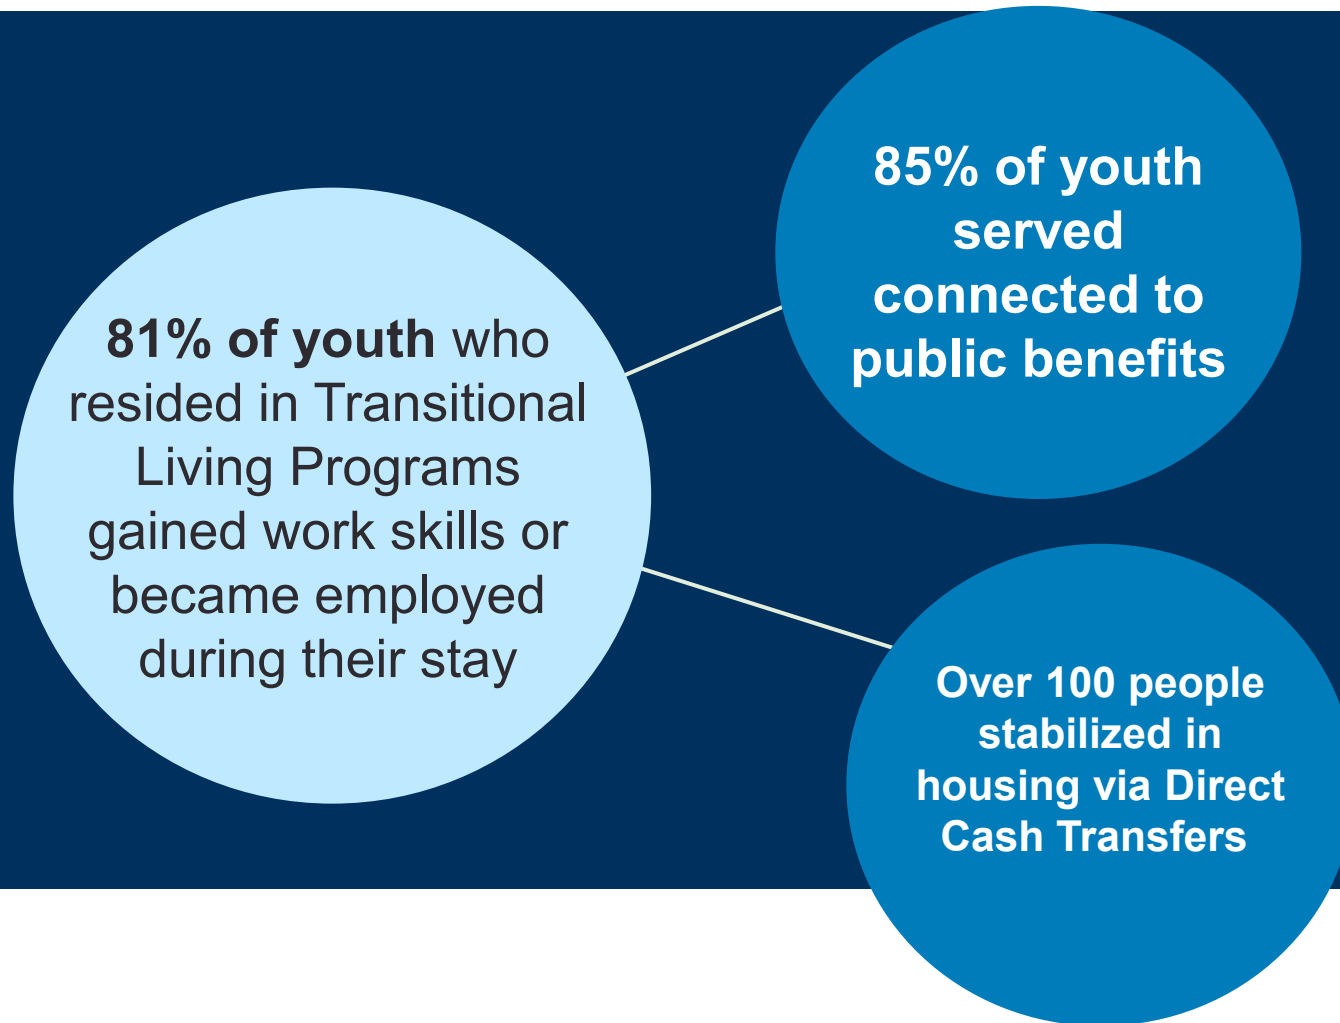 81% of youth who
resided in Transitional
Living Programs
gained work skills or
became employed
during their stay
85% of youth
served
connected to
public benefits
Over 100 people
stabilized in
housing via Direct
Cash Transfers